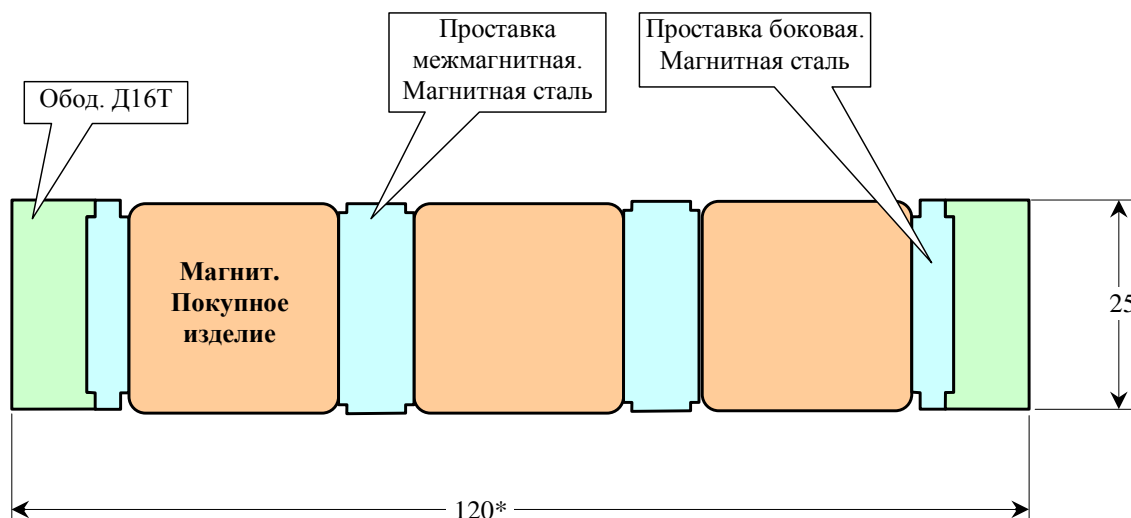 Проставка
межмагнитная.
Магнитная сталь
Проставка боковая.
Магнитная сталь
Обод. Д16Т
Магнит.
Покупное
изделие
25
120*